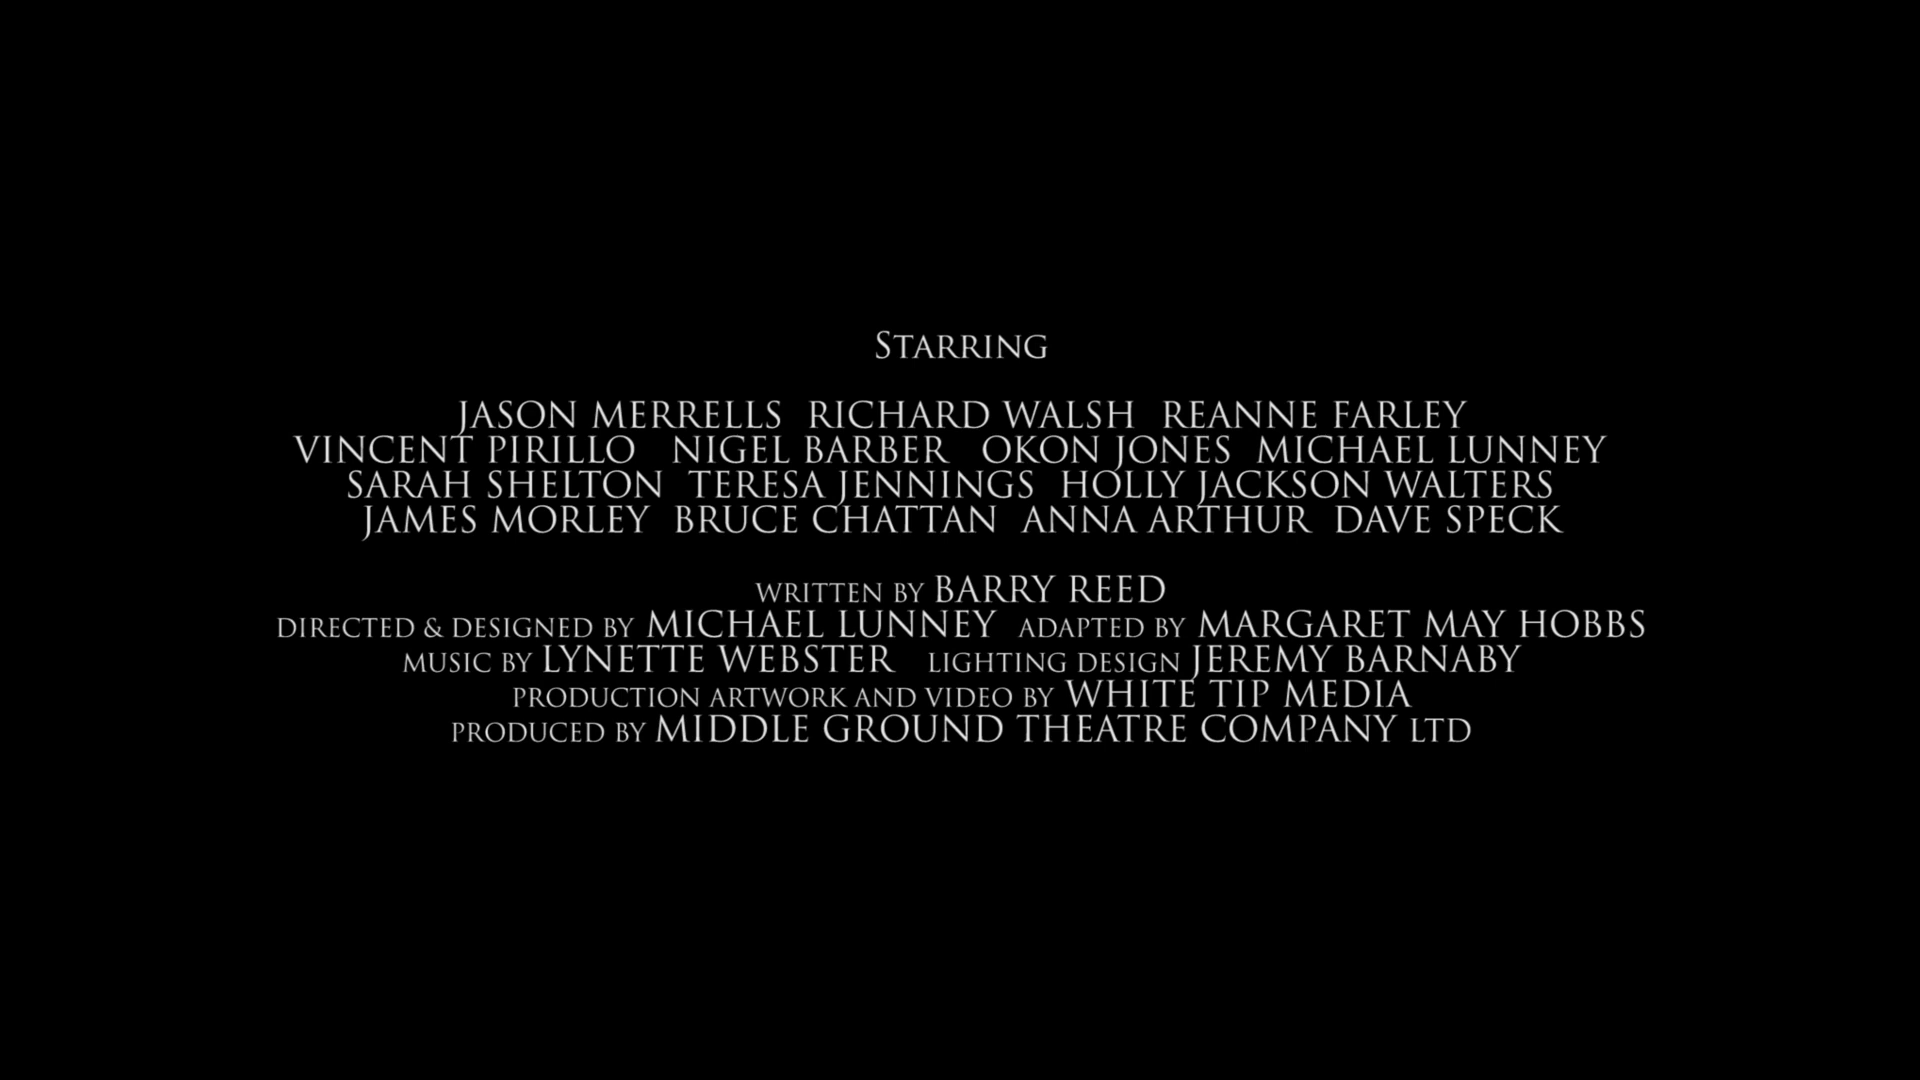 Starring
JASON MERRELLS RICHARD WALSH REANNE FARLEY
VINCENT PIRILLO NIGEL BARBER OKON JONES MICHAEL LUNNEY
SARAH SHELTON TERESA JENNINGS HOLLY JACKSON WALTERS
JAMES MORLEY BRUCE CHATTAN ANNA ARTHUR DAVE SPECK
WRITTEN BY BARRY REED
DIRECTED & DESIGNED BY MICHAEL LUNNEY ADAPTED BY MARGARET MAY HOBBS
MUSIC BY LYNETTE WEBSTER LIGHTING DESIGN JEREMY BARNABY
PRODUCTION ARTWORK AND VIDEO BY WHITE TIP MEDIA
PRODUCED BY MIDDLE GROUND THEATRE COMPANY LTD